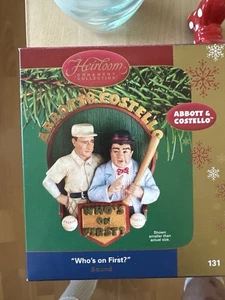 Heirloom
ORNAMENT
COLLECTION
ABBOTT &
COSTELLO™
ABBOTT & COSTELLO
WHO'S
ON
FIRST?
Shown
smaller than
actual size.
"Who's on First?"
Sound
131